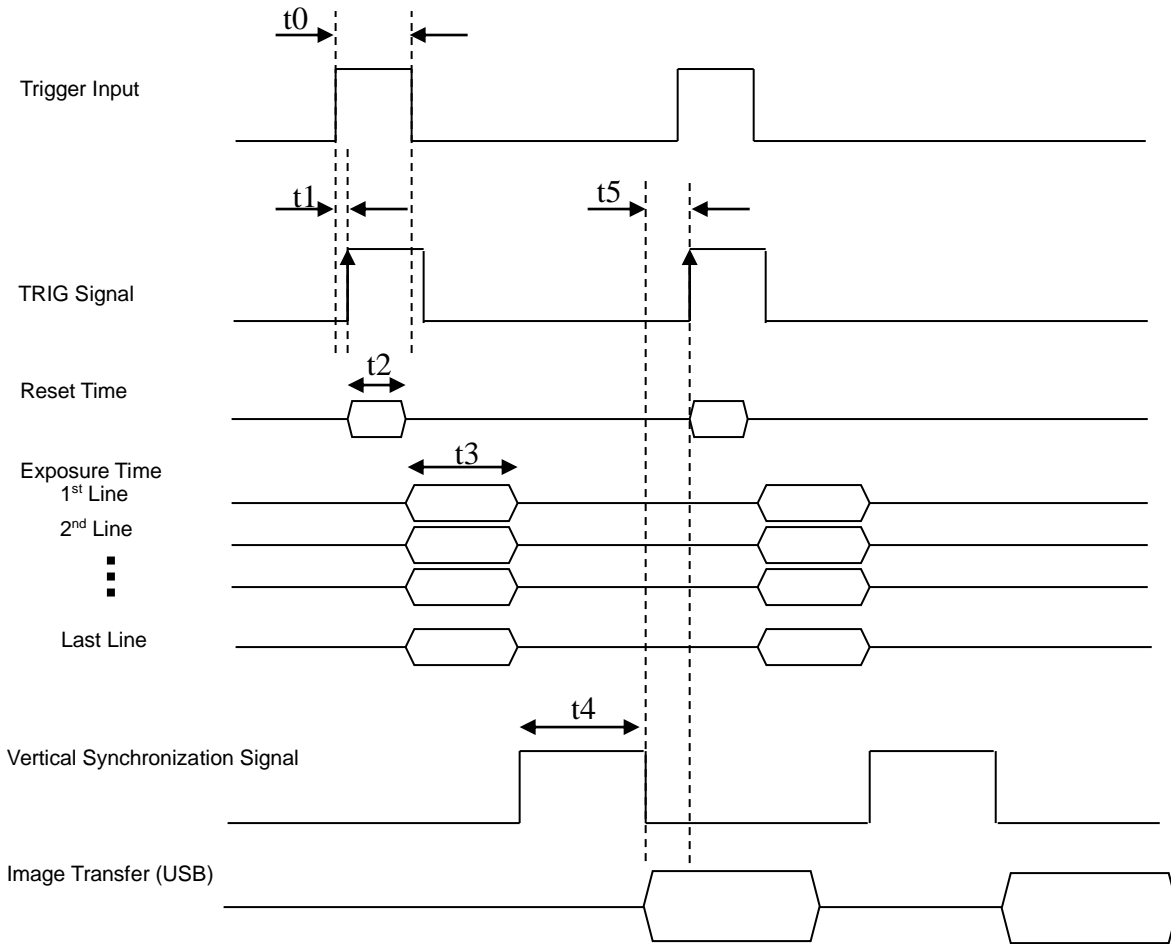 t0
Trigger Input
t1
t5
TRIG Signal
t2
Reset Time
t3
Exposure Time
1st Line
2nd Line
Last Line
t4
Vertical Synchronization Signal
Image Transfer (USB)